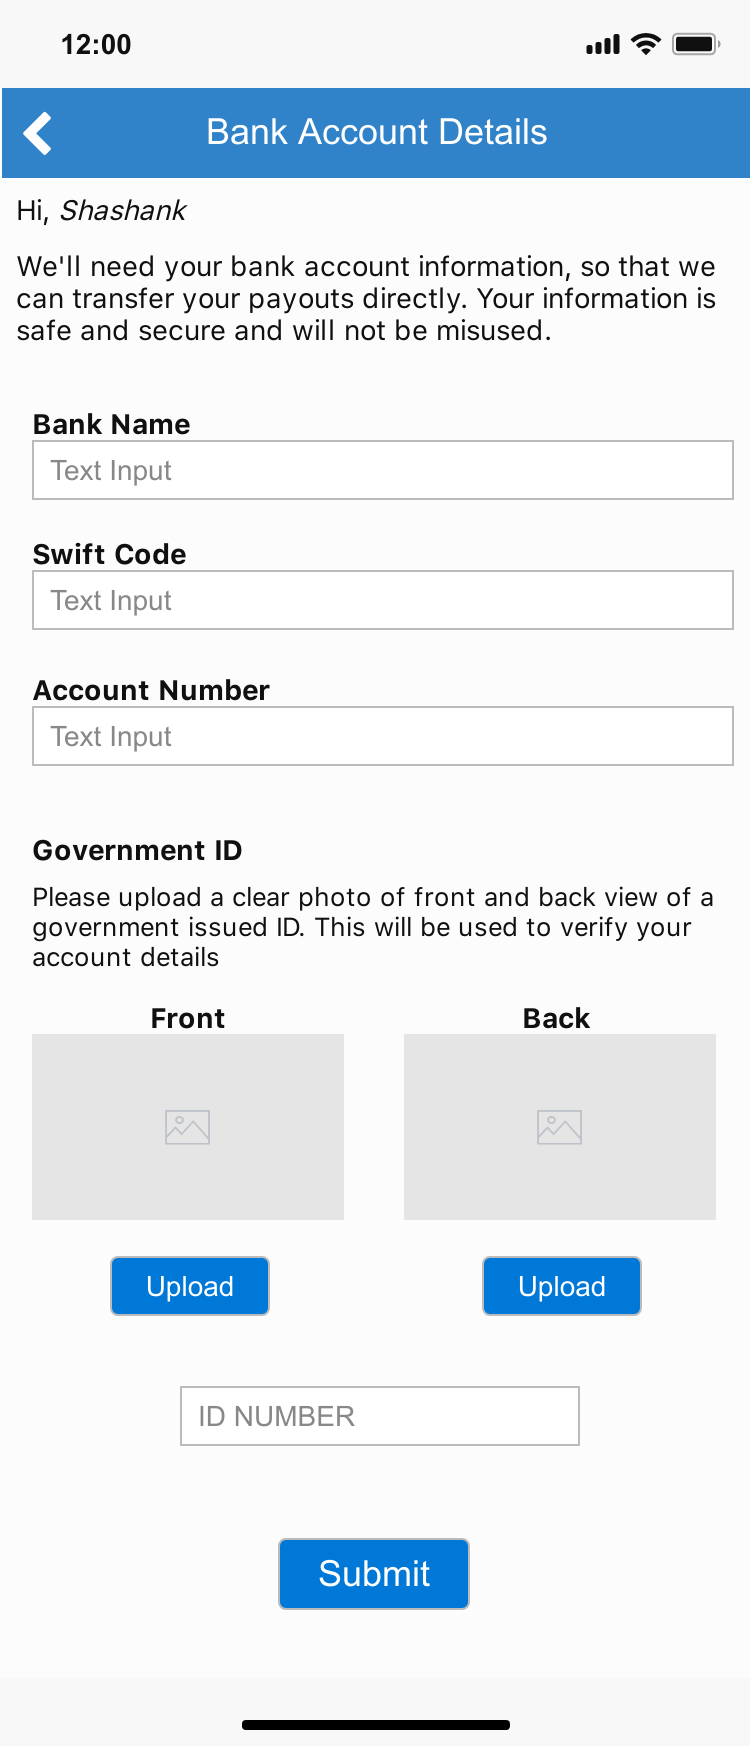 12:00
Bank Account Details
Hi, Shashank
We'll need your bank account information, so that we
can transfer your payouts directly. Your information is
safe and secure and will not be misused.
Bank Name
Text Input
Swift Code
Text Input
Account Number
Text Input
Government ID
Please upload a clear photo of front and back view of a
government issued ID. This will be used to verify your
account details
Front
Back
Upload
Upload
ID NUMBER
Submit